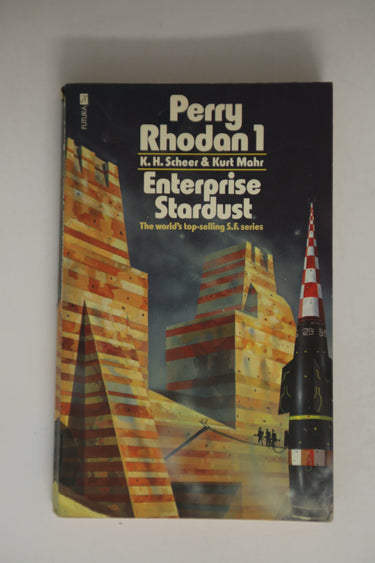 FUTURA
Perry
Rhodan 1
K. H. Scheer & Kurt Mahr
Enterprise
Stardust
The world's top-selling S.F. series